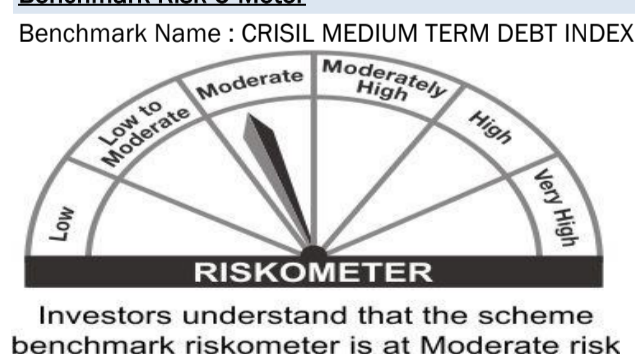 Benchmark Risk-o-Meter
Benchmark Name : CRISIL MEDIUM TERM DEBT INDEX
Low
Low to
Moderate
Moderate
Moderately
High
High
Very High
RISKOMETER
Investors understand that the scheme
benchmark riskometer is at Moderate risk